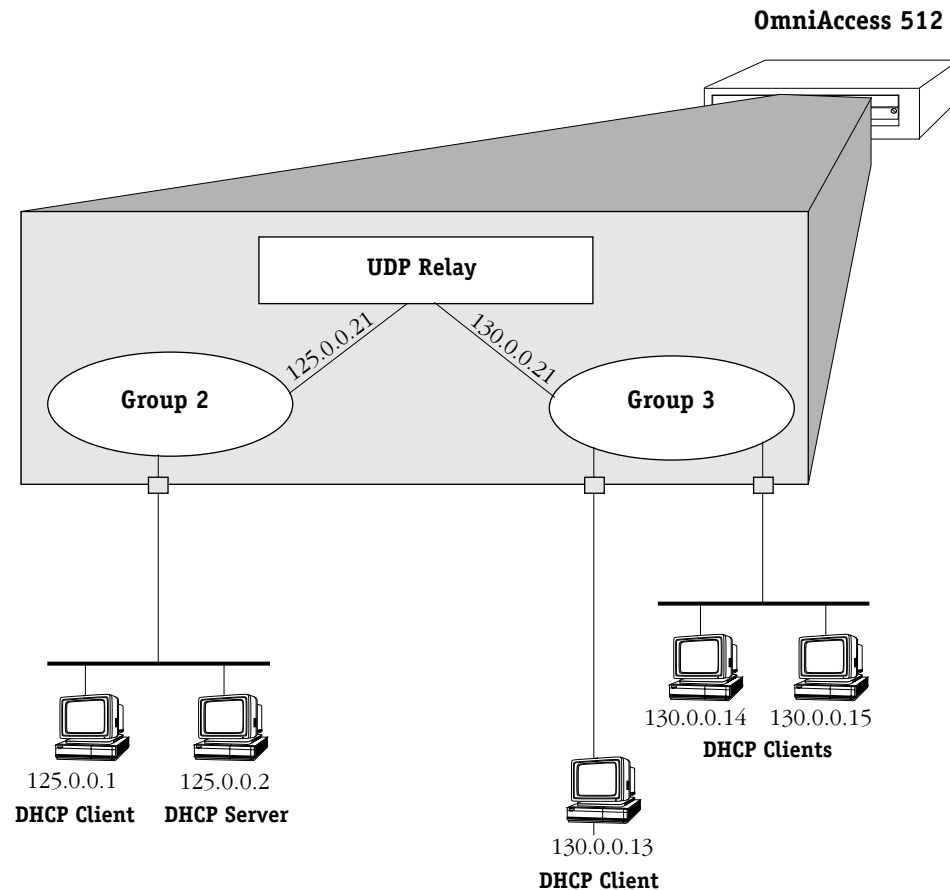 OmniAccess 512
UDP Relay
125.0.0.21
130.0.0.21
Group 2
Group 3
130.0.0.14
130.0.0.15
DHCP Clients
125.0.0.1
125.0.0.2
DHCP Client
DHCP Server
130.0.0.13
DHCP Client